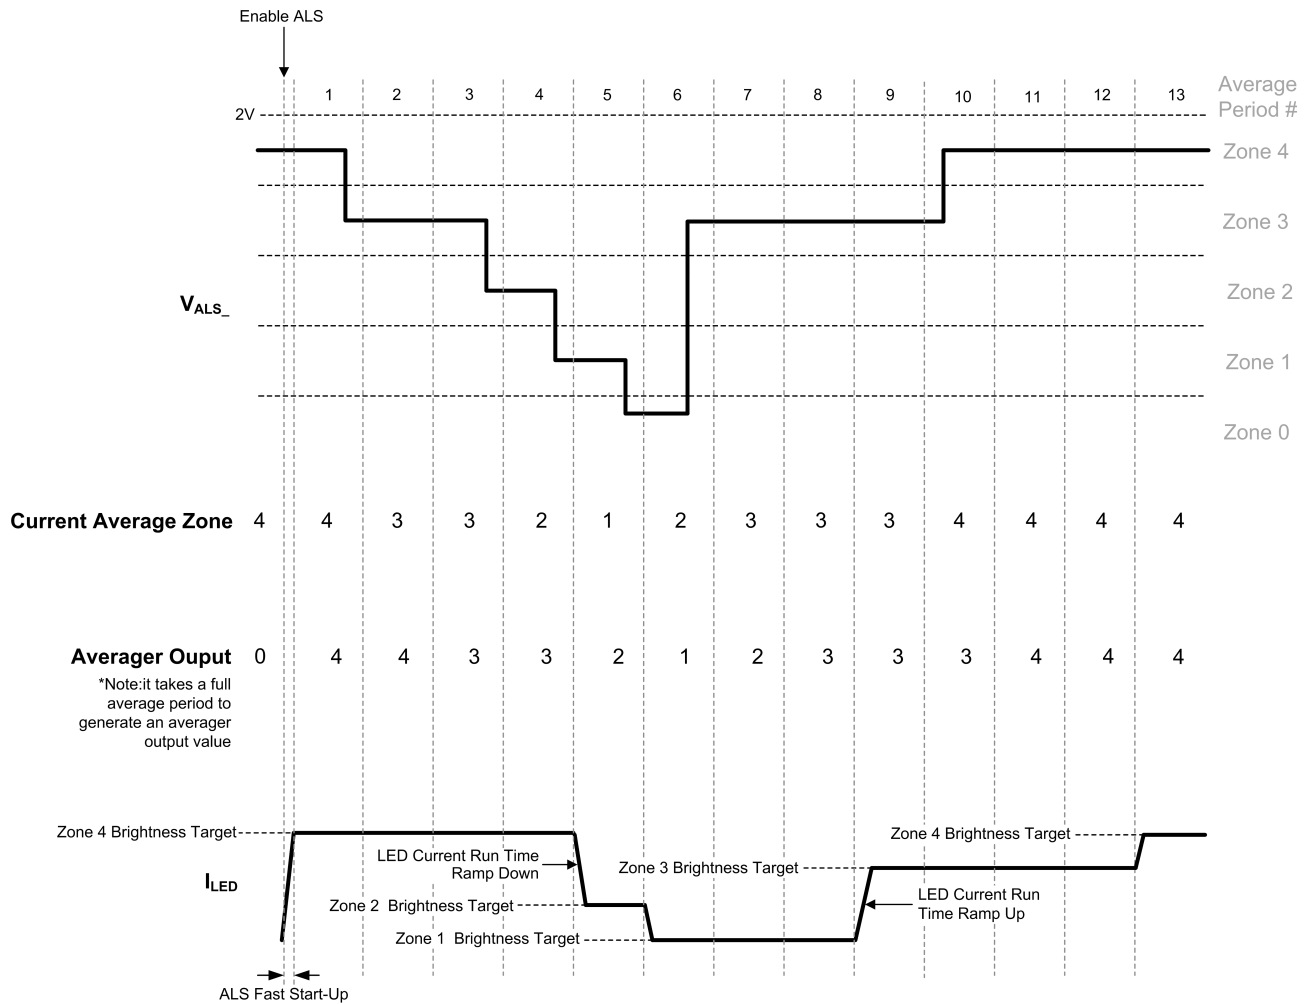 Enable ALS
1 2 3 4 5 6 7 8 9 10 11 12 13
Average
Period #
2V
Zone 4
Zone 3
Zone 2
Zone 1
Zone 0
VALS_
Current Average Zone 4 4 3 3 2 1 2 3 3 3 4 4 4 4
Averager Ouput 0 4 4 3 3 2 1 2 3 3 3 4 4 4
*Note:it takes a full
average period to
generate an averager
output value
Zone 4 Brightness Target
Zone 4 Brightness Target
LED Current Run Time
Ramp Down
Zone 3 Brightness Target
ILED
LED Current Run
Time Ramp Up
Zone 2 Brightness Target
Zone 1 Brightness Target
ALS Fast Start-Up